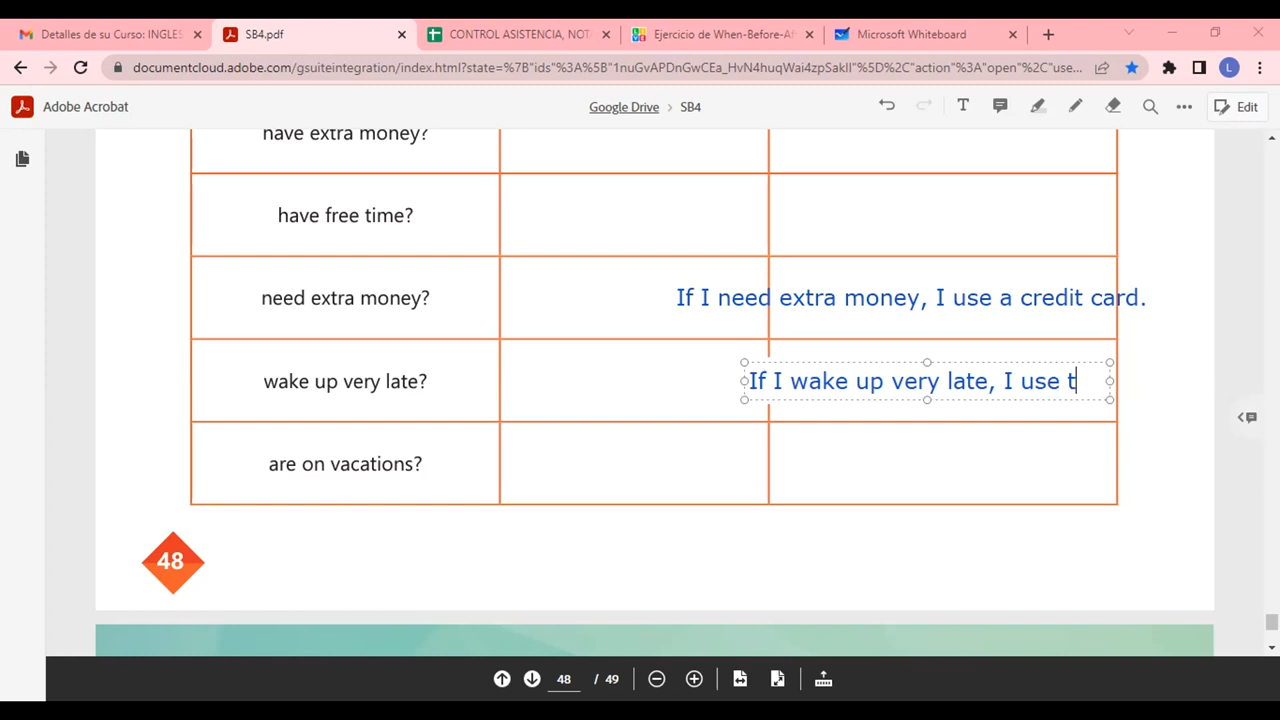 Detalles de su Curso: INGLES
SB4.pdf
CONTROL ASISTENCIA, NOT
Ejercicio de When-Before-Af
Microsoft Whiteboard
documentcloud.adobe.com/gsuiteintegration/index.html?state=%7B"ids"%3A%5B"1nuGvAPDnGwCEa_HvN4huqWai4zpSakIl"%5D%2C"action"%3A"open"%2C"use...
L
Adobe Acrobat
Google Drive > SB4
T
Edit
have extra money?
have free time?
need extra money?
If I need extra money, I use a credit card.
wake up very late?
If I wake up very late, I use t
are on vacations?
48
48 / 49